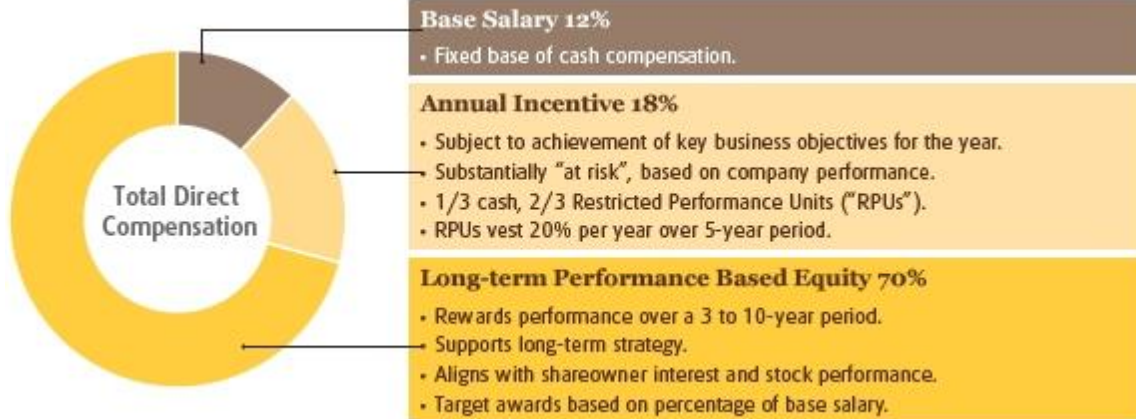 Total Direct
Compensation
Base Salary 12%
• Fixed base of cash compensation.
Annual Incentive 18%
• Subject to achievement of key business objectives for the year.
• Substantially “at risk”, based on company performance.
• 1/3 cash, 2/3 Restricted Performance Units (“RPUs”).
• RPUs vest 20% per year over 5-year period.
Long-term Performance Based Equity 70%
• Rewards performance over a 3 to 10-year period.
• Supports long-term strategy.
• Aligns with shareowner interest and stock performance.
• Target awards based on percentage of base salary.